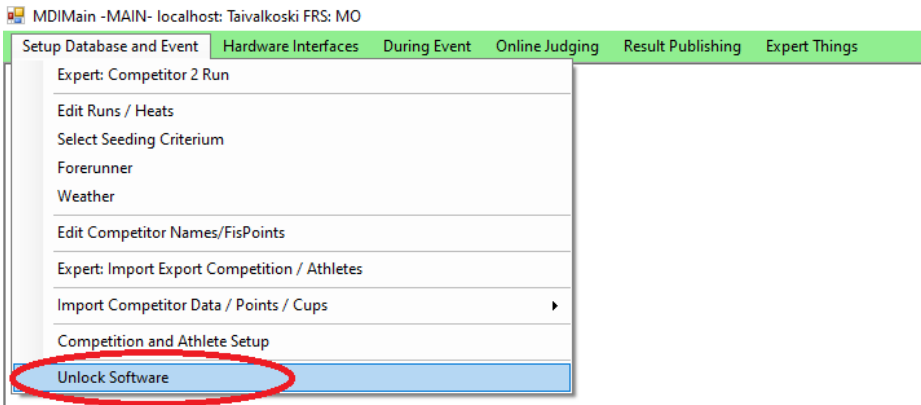 MDIMain -MAIN- localhost: Taivalkoski FRS: MO
Setup Database and Event Hardware Interfaces During Event Online Judging Result Publishing Expert Things
Expert: Competitor 2 Run
Edit Runs / Heats
Select Seeding Criterium
Forerunner
Weather
Edit Competitor Names/FisPoints
Expert: Import Export Competition / Athletes
Import Competitor Data / Points / Cups
Competition and Athlete Setup
Unlock Software